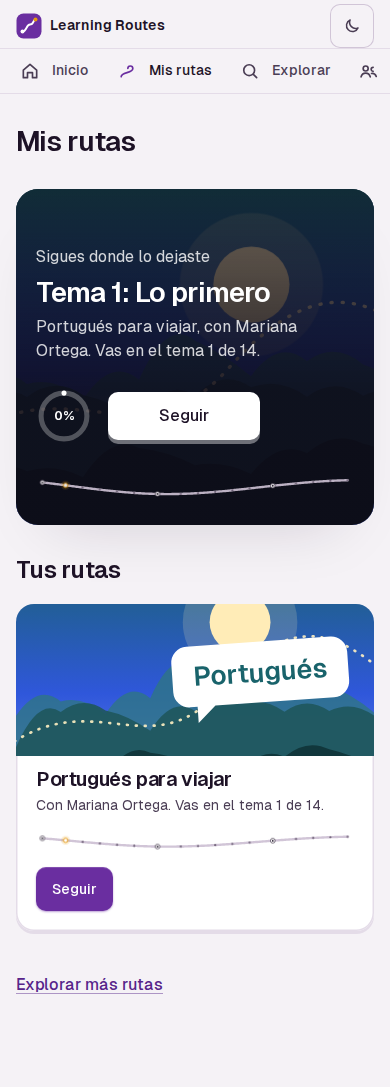 Learning Routes
Inicio
Mis rutas
Explorar
Mis rutas
Sigues donde lo dejaste
Tema 1: Lo primero
Portugués para viajar, con Mariana
Ortega. Vas en el tema 1 de 14.
0%
Seguir
Tus rutas
Portugués
Portugués para viajar
Con Mariana Ortega. Vas en el tema 1 de 14.
Seguir
Explorar más rutas